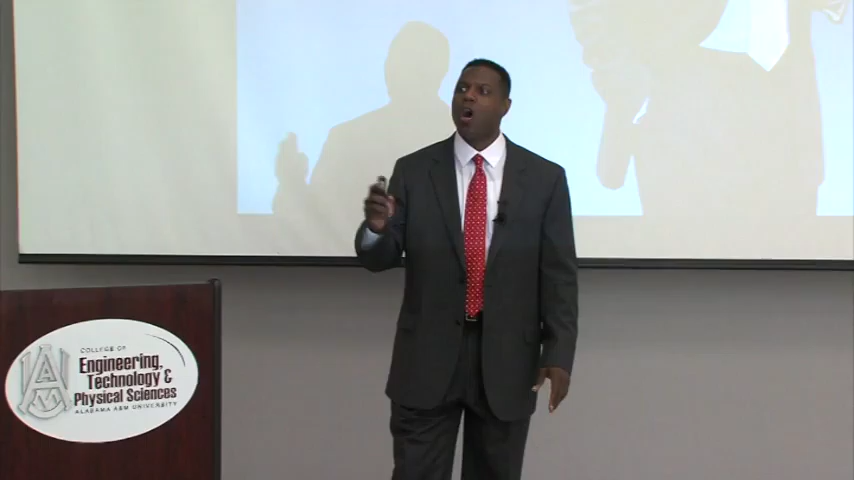 COLLEGE OF
Engineering,
Technology &
Physical Sciences
ALABAMA A&M UNIVERSITY